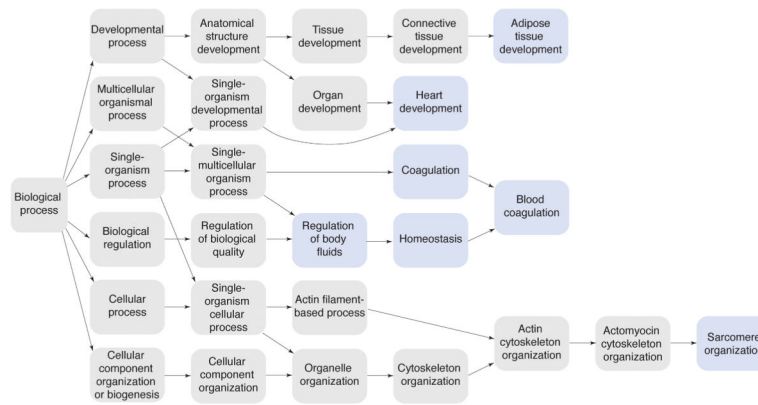 Developmental
process
Anatomical
structure
development
Tissue
development
Connective
tissue
development
Adipose
tissue
development
Multicellular
organismal
process
Single-
organism
developmental
process
Organ
development
Heart
development
Single-
organism
process
Single-
multicellular
organism
process
Coagulation
Biological
process
Blood
coagulation
Biological
regulation
Regulation
of biological
quality
Regulation
of body
fluids
Homeostasis
Cellular
process
Single-
organism
cellular
process
Actin filament-
based process
Actin
cytoskeleton
organization
Actomyocin
cytoskeleton
organization
Sarcomere
organization
Cellular
component
organization
or biogenesis
Cellular
component
organization
Organelle
organization
Cytoskeleton
organization